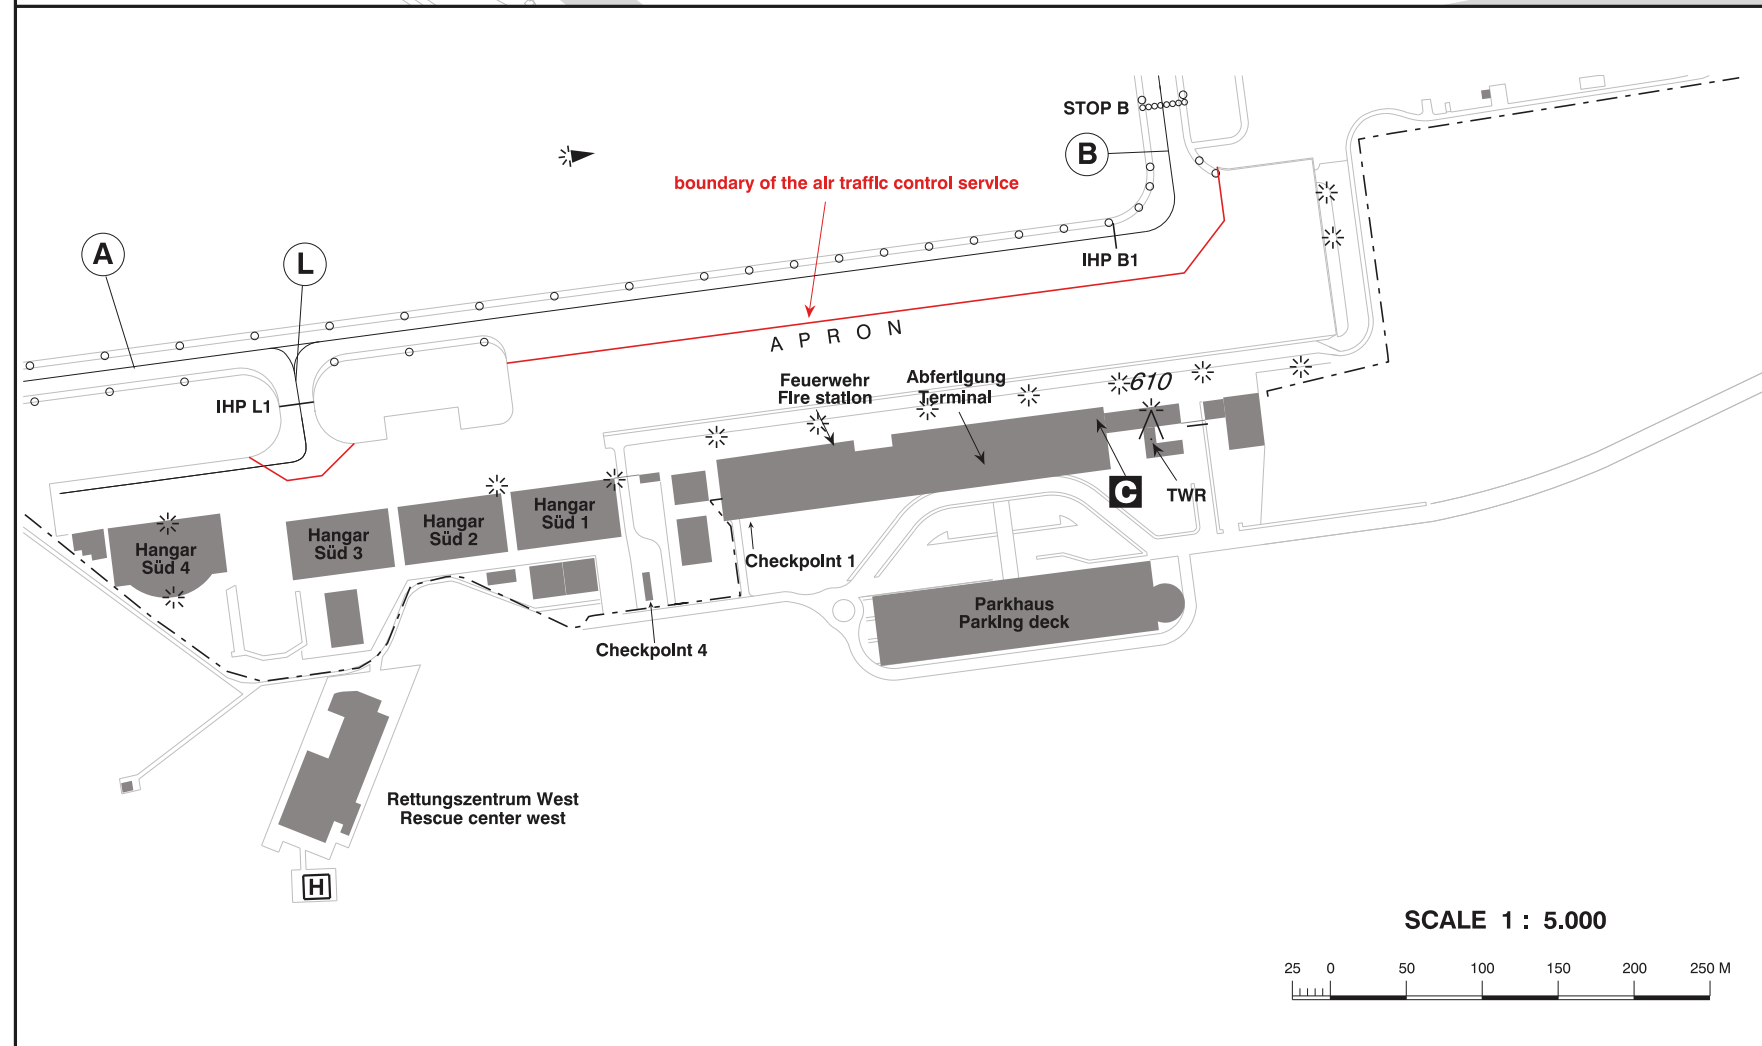 STOP B
B
boundary of the air traffic control service
A
L
IHP B1
APRON
Feuerwehr
Fire station
Abfertigung
Terminal
610
IHP L1
C
TWR
Hangar
Süd 1
Hangar
Süd 2
Hangar
Süd 3
Hangar
Süd 4
Checkpoint 1
Parkhaus
Parking deck
Checkpoint 4
Rettungszentrum West
Rescue center west
H
SCALE 1 : 5.000
25 0 50 100 150 200 250 M